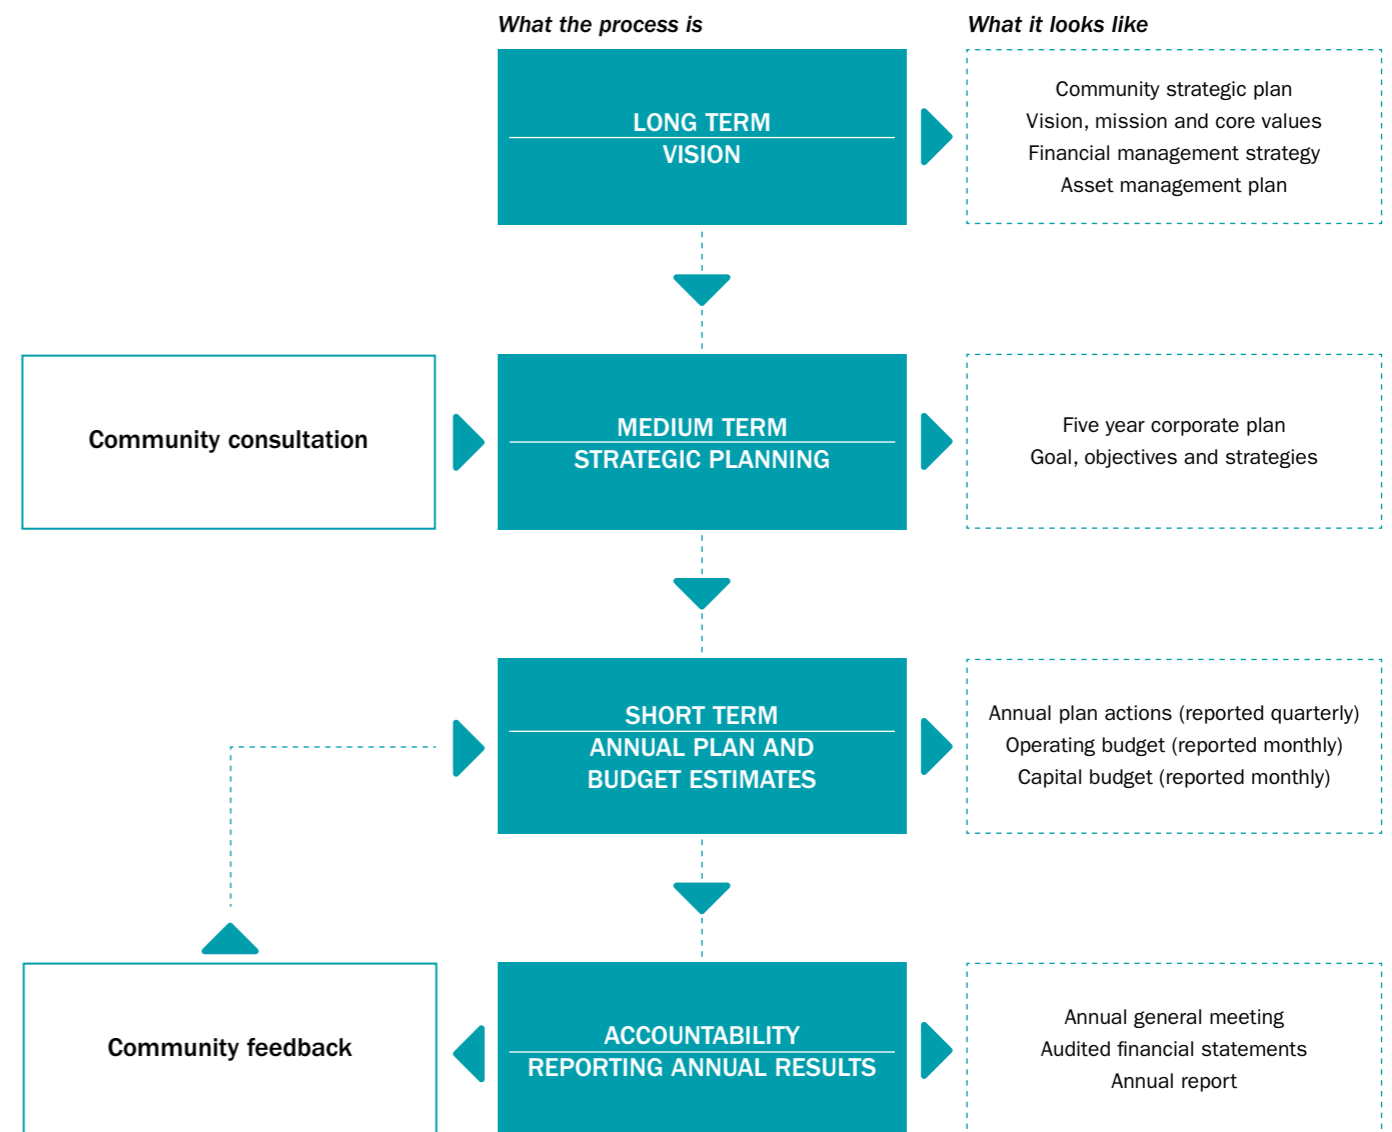 What the process is
What it looks like
LONG TERM
VISION
Community strategic plan
Vision, mission and core values
Financial management strategy
Asset management plan
Community consultation
MEDIUM TERM
STRATEGIC PLANNING
Five year corporate plan
Goal, objectives and strategies
SHORT TERM
ANNUAL PLAN AND
BUDGET ESTIMATES
Annual plan actions (reported quarterly)
Operating budget (reported monthly)
Capital budget (reported monthly)
Community feedback
ACCOUNTABILITY
REPORTING ANNUAL RESULTS
Annual general meeting
Audited financial statements
Annual report